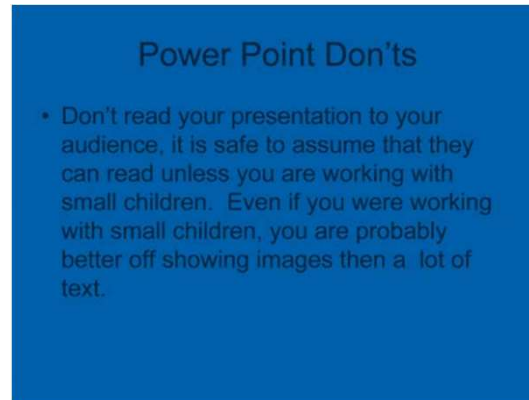 Power Point Don'ts
• Don't read your presentation to your
audience, it is safe to assume that they
can read unless you are working with
small children.  Even if you were working
with small children, you are probably
better off showing images then a  lot of
text.